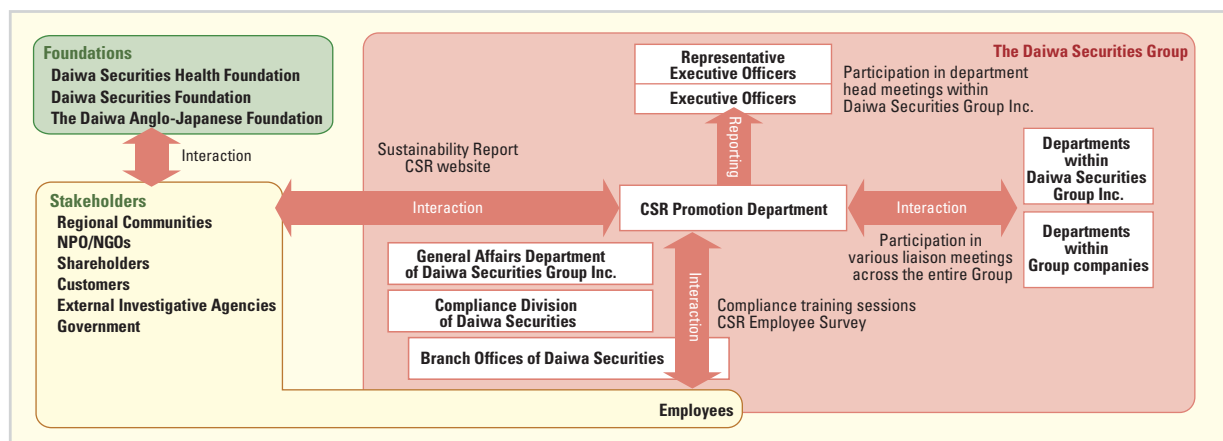 Foundations
Daiwa Securities Health Foundation
Daiwa Securities Foundation
The Daiwa Anglo-Japanese Foundation
Interaction
Stakeholders
Regional Communities
NPO/NGOs
Shareholders
Customers
External Investigative Agencies
Government
Employees
The Daiwa Securities Group
Representative
Executive Officers
Executive Officers
Participation in department
head meetings within
Daiwa Securities Group Inc.
Reporting
Sustainability Report
CSR website
Interaction
CSR Promotion Department
Interaction
Participation in
various liaison meetings
across the entire Group
Departments
within
Daiwa Securities
Group Inc.
Departments
within
Group companies
General Affairs Department
of Daiwa Securities Group Inc.
Compliance Division
of Daiwa Securities
Branch Offices of Daiwa Securities
Interaction
Compliance training sessions
CSR Employee Survey